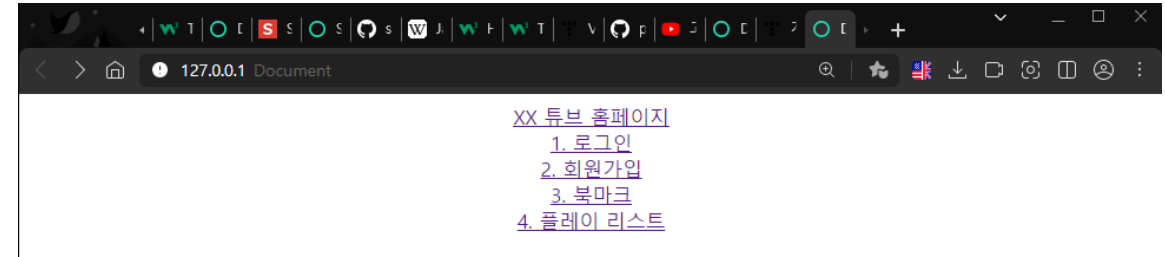 127.0.0.1 Document
XX 튜브 홈페이지
1. 로그인
2. 회원가입
3. 북마크
4. 플레이 리스트